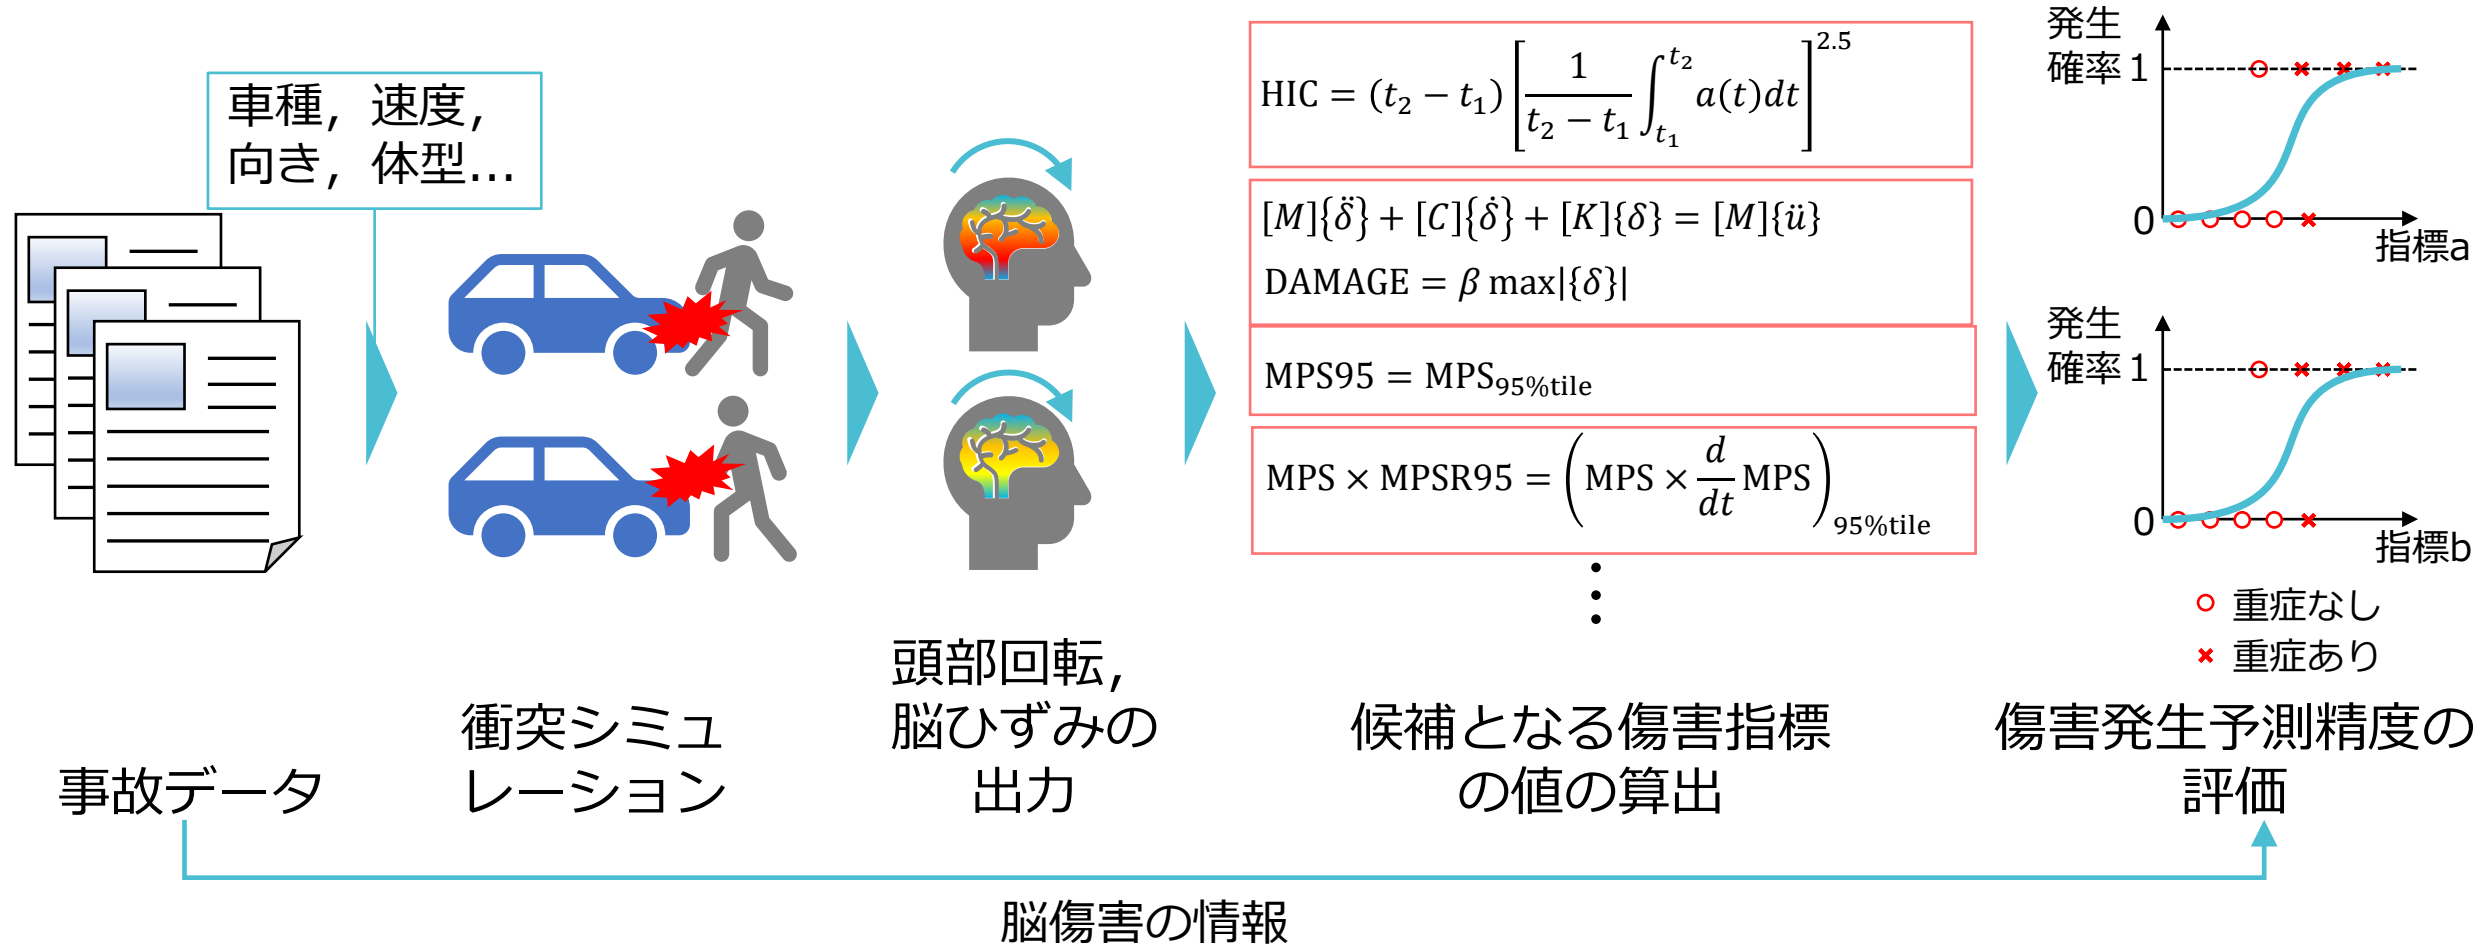 車種，速度，
向き，体型…
HIC = (t₂ − t₁) [1/(t₂ − t₁) ∫_{t₁}^{t₂} a(t)dt]^{2.5}
[M]{δ̈} + [C]{δ̇} + [K]{δ} = [M]{ü}
DAMAGE = β max|{δ}|
MPS95 = MPS_{95%tile}
MPS × MPSR95 = (MPS × d/dt MPS)_{95%tile}
⋮
発生
確率 1
0
指標a
発生
確率 1
0
指標b
○ 重症なし
× 重症あり
事故データ
衝突シミュ
レーション
頭部回転，
脳ひずみの
出力
候補となる傷害指標
の値の算出
傷害発生予測精度の
評価
脳傷害の情報